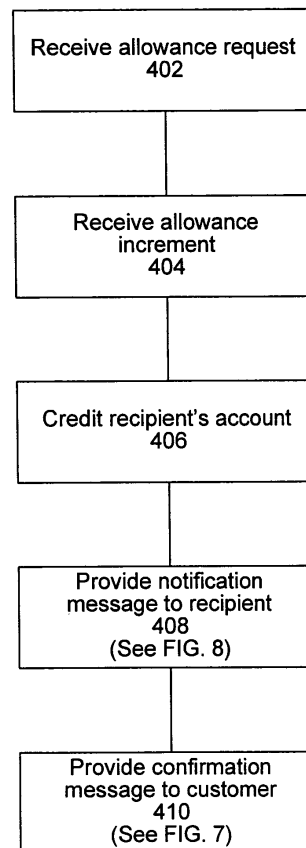 Receive allowance request
402
Receive allowance
increment
404
Credit recipient's account
406
Provide notification
message to recipient
408
(See FIG. 8)
Provide confirmation
message to customer
410
(See FIG. 7)